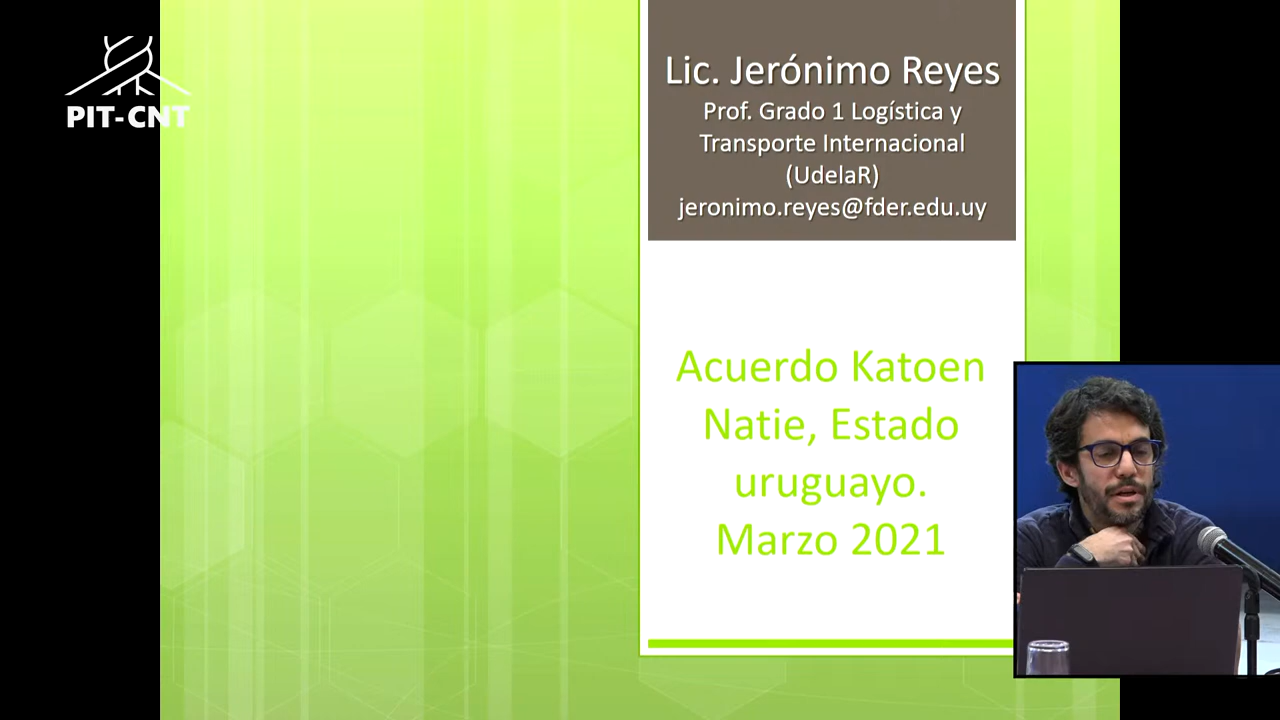 PIT-CNT
Lic. Jerónimo Reyes
Prof. Grado 1 Logística y
Transporte Internacional
(UdelaR)
jeronimo.reyes@fder.edu.uy
Acuerdo Katoen
Natie, Estado
uruguayo.
Marzo 2021